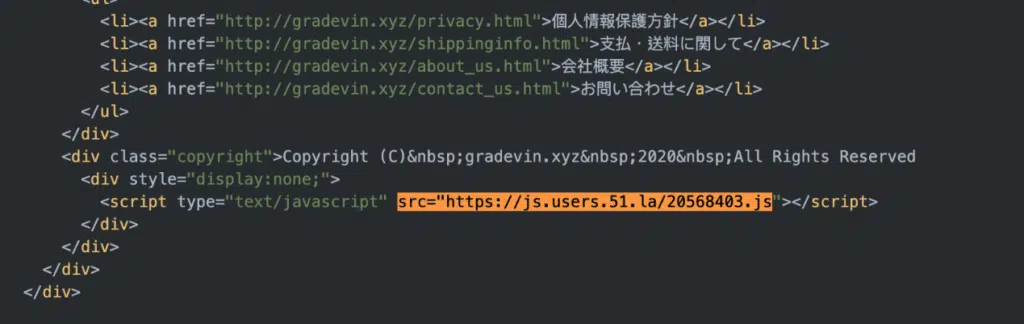 <ul>
<li><a href="http://gradevin.xyz/privacy.html">個人情報保護方針</a></li>
<li><a href="http://gradevin.xyz/shippinginfo.html">支払・送料に関して</a></li>
<li><a href="http://gradevin.xyz/about_us.html">会社概要</a></li>
<li><a href="http://gradevin.xyz/contact_us.html">お問い合わせ</a></li>
</ul>
</div>
<div class="copyright">Copyright (C)&nbsp;gradevin.xyz&nbsp;2020&nbsp;All Rights Reserved
<div style="display:none;">
<script type="text/javascript" src="https://js.users.51.la/20568403.js"></script>
</div>
</div>
</div>
</div>